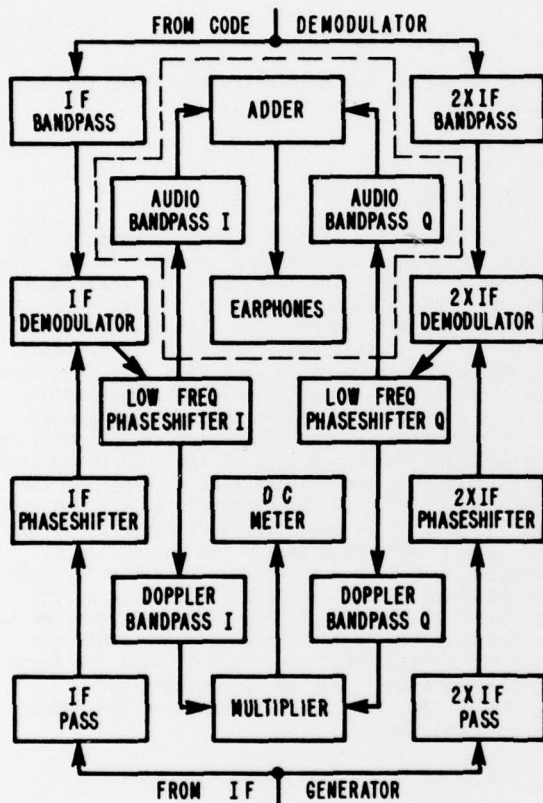 FROM CODE DEMODULATOR
IF
BANDPASS
ADDER
2XIF
BANDPASS
AUDIO
BANDPASS I
AUDIO
BANDPASS Q
IF
DEMODULATOR
EARPHONES
2XIF
DEMODULATOR
LOW FREQ
PHASESHIFTER I
LOW FREQ
PHASESHIFTER Q
IF
PHASESHIFTER
DC
METER
2XIF
PHASESHIFTER
DOPPLER
BANDPASS I
DOPPLER
BANDPASS Q
IF
PASS
MULTIPLIER
2XIF
PASS
FROM IF GENERATOR